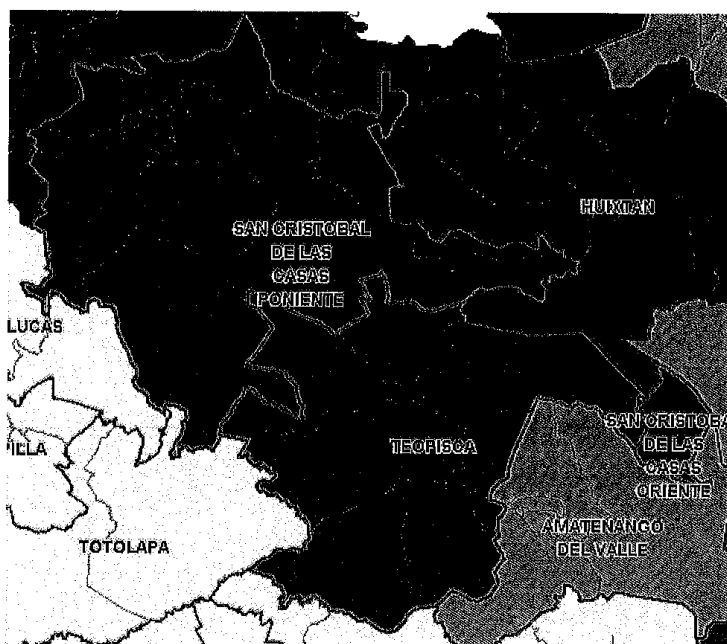 HUIXTAN
SAN CRISTOBAL
DE LAS
CASAS
PONIENTE
LUCAS
TEOPISCA
SAN CRISTOBA
DE LAS
CASAS
ORIENTE
ILLA
AMATENANGO
DEL VALLE
TOTOLAPA